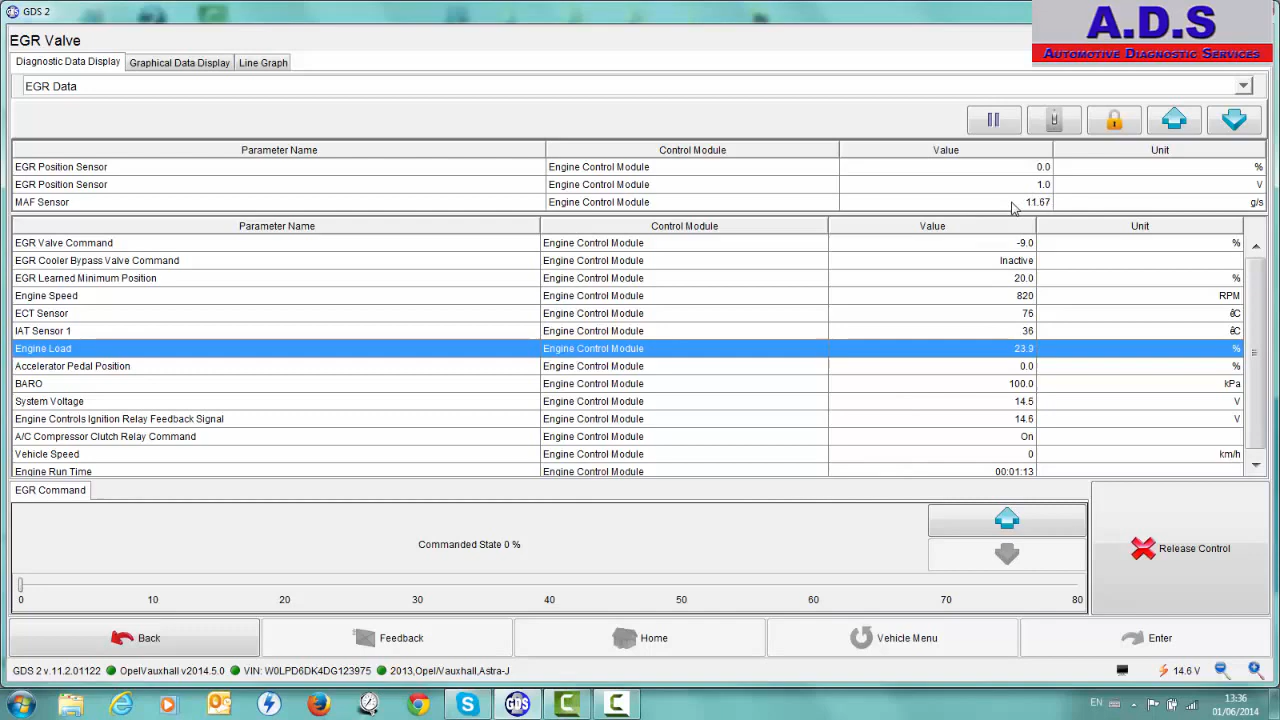 GDS 2
A.D.S
AUTOMOTIVE DIAGNOSTIC SERVICES
EGR Valve
Diagnostic Data Display Graphical Data Display Line Graph
EGR Data
Parameter Name Control Module Value Unit
EGR Position Sensor Engine Control Module 0.0 %
EGR Position Sensor Engine Control Module 1.0 V
MAF Sensor Engine Control Module 11.67 g/s
Parameter Name Control Module Value Unit
EGR Valve Command Engine Control Module -9.0 %
EGR Cooler Bypass Valve Command Engine Control Module Inactive
EGR Learned Minimum Position Engine Control Module 20.0 %
Engine Speed Engine Control Module 820 RPM
ECT Sensor Engine Control Module 76 êC
IAT Sensor 1 Engine Control Module 36 êC
Engine Load Engine Control Module 23.9 %
Accelerator Pedal Position Engine Control Module 0.0 %
BARO Engine Control Module 100.0 kPa
System Voltage Engine Control Module 14.5 V
Engine Controls Ignition Relay Feedback Signal Engine Control Module 14.6 V
A/C Compressor Clutch Relay Command Engine Control Module On
Vehicle Speed Engine Control Module 0 km/h
Engine Run Time Engine Control Module 00:01:13
EGR Command
Commanded State 0 %
Release Control
0 10 20 30 40 50 60 70 80
Back Feedback Home Vehicle Menu Enter
GDS 2 v.11.2.01122 OpelVauxhall v2014.5.0 VIN: W0LPD6DK4DG123975 2013,Opel/Vauxhall,Astra-J 14.6 V
GDS
EN 13:36
01/06/2014